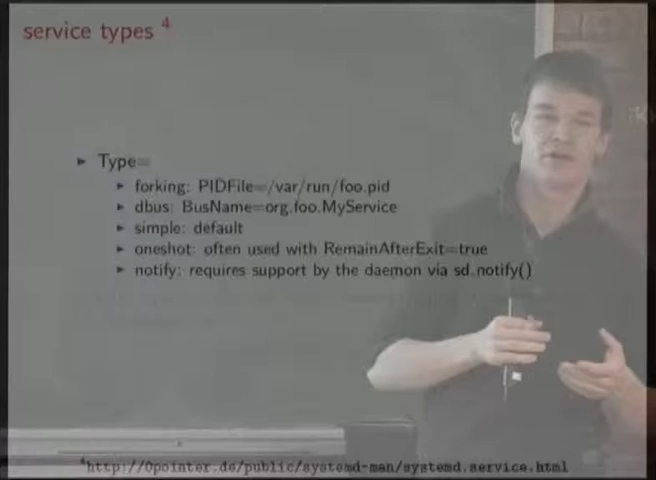 service types 4
Type=
forking: PIDFile=/var/run/foo.pid
dbus: BusName=org.foo.MyService
simple: default
oneshot: often used with RemainAfterExit=true
notify: requires support by the daemon via sd.notify()
4http://0pointer.de/public/systemd-man/systemd.service.html